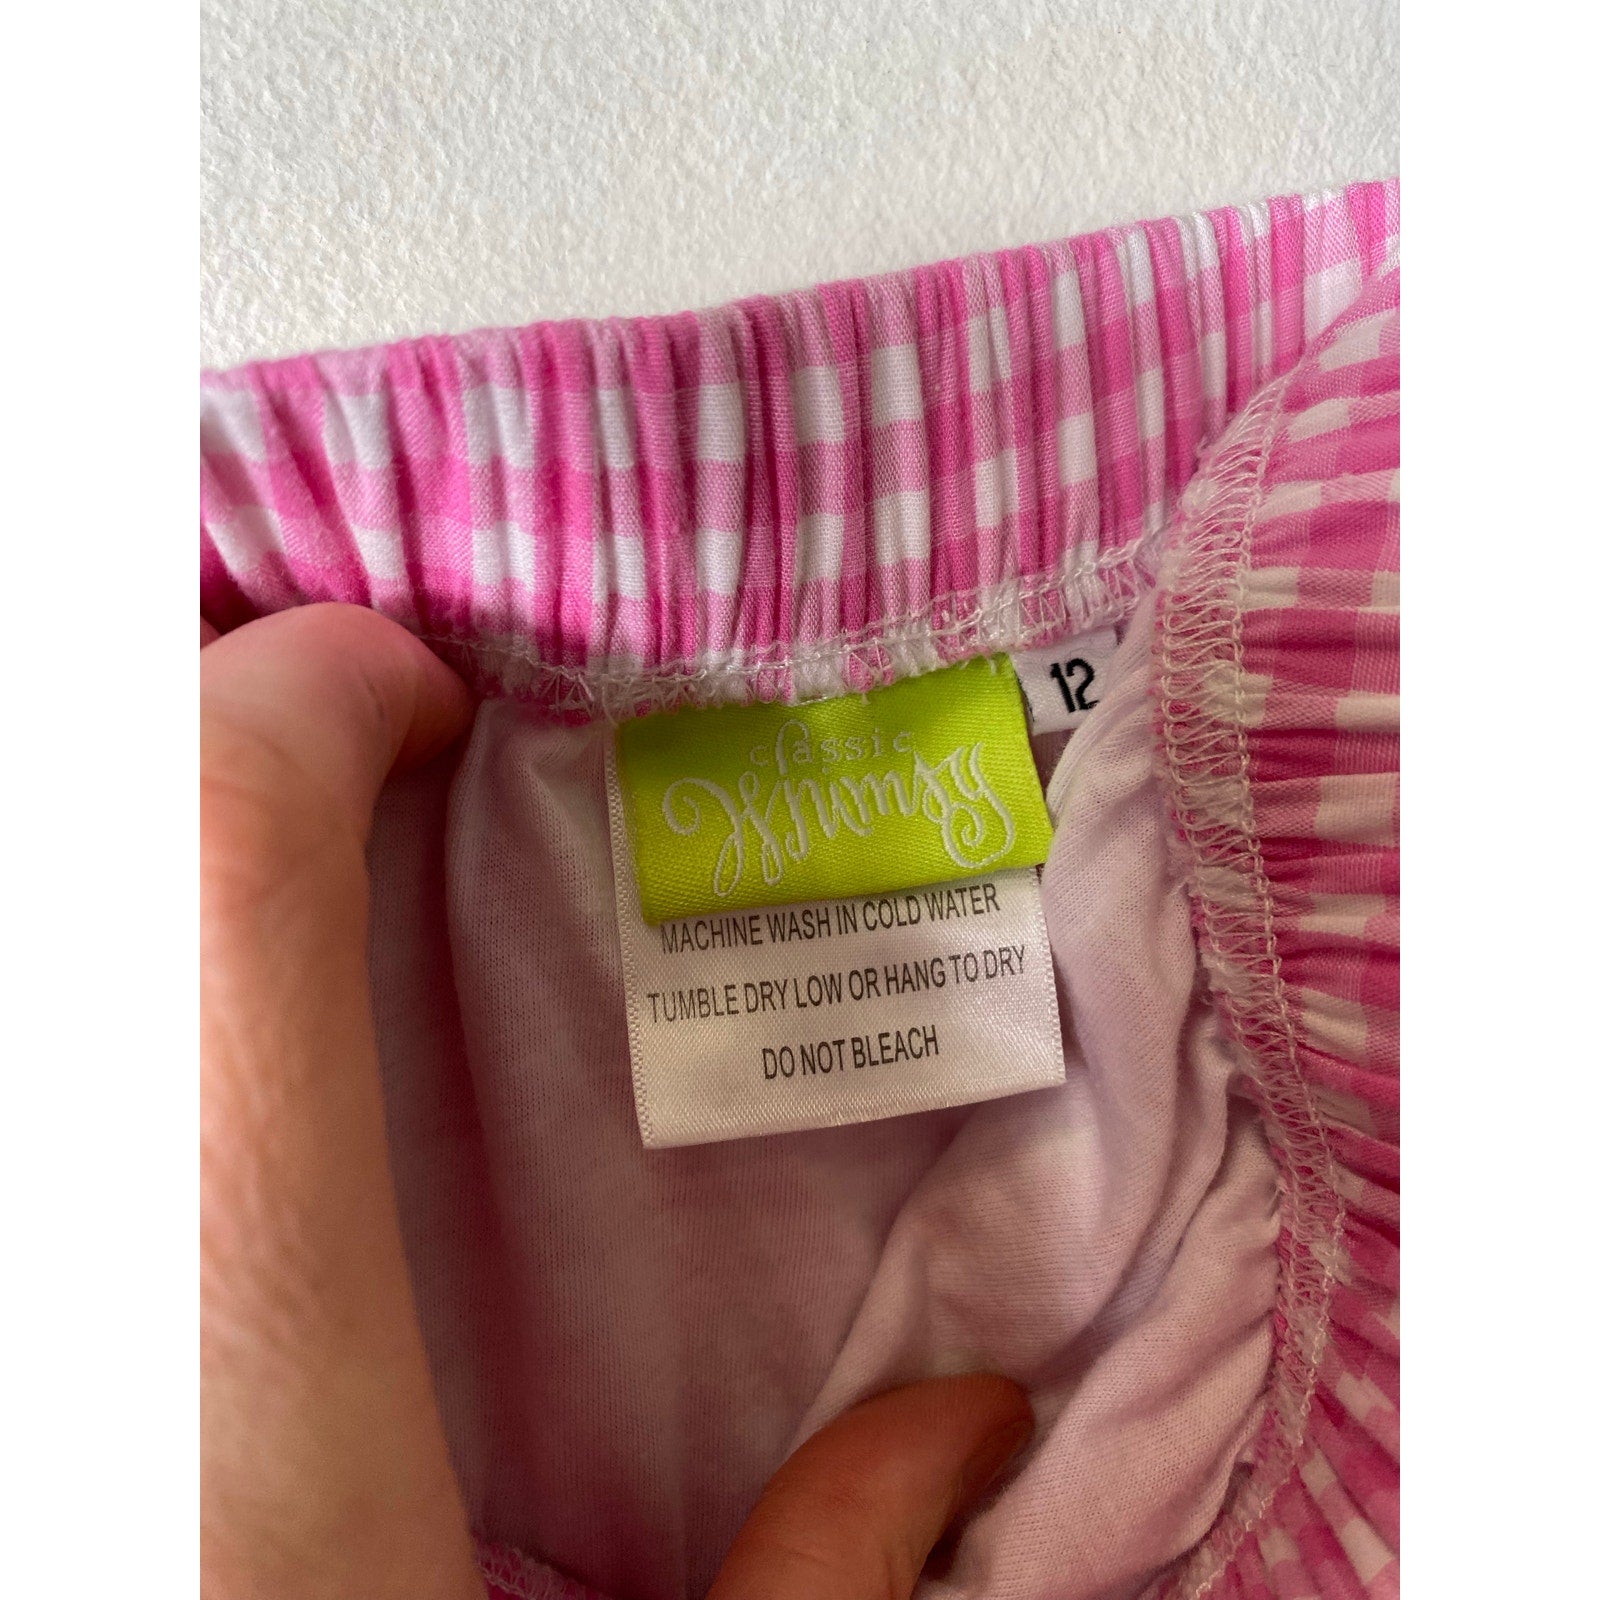 classic
Whimsy
12
MACHINE WASH IN COLD WATER
TUMBLE DRY LOW OR HANG TO DRY
DO NOT BLEACH